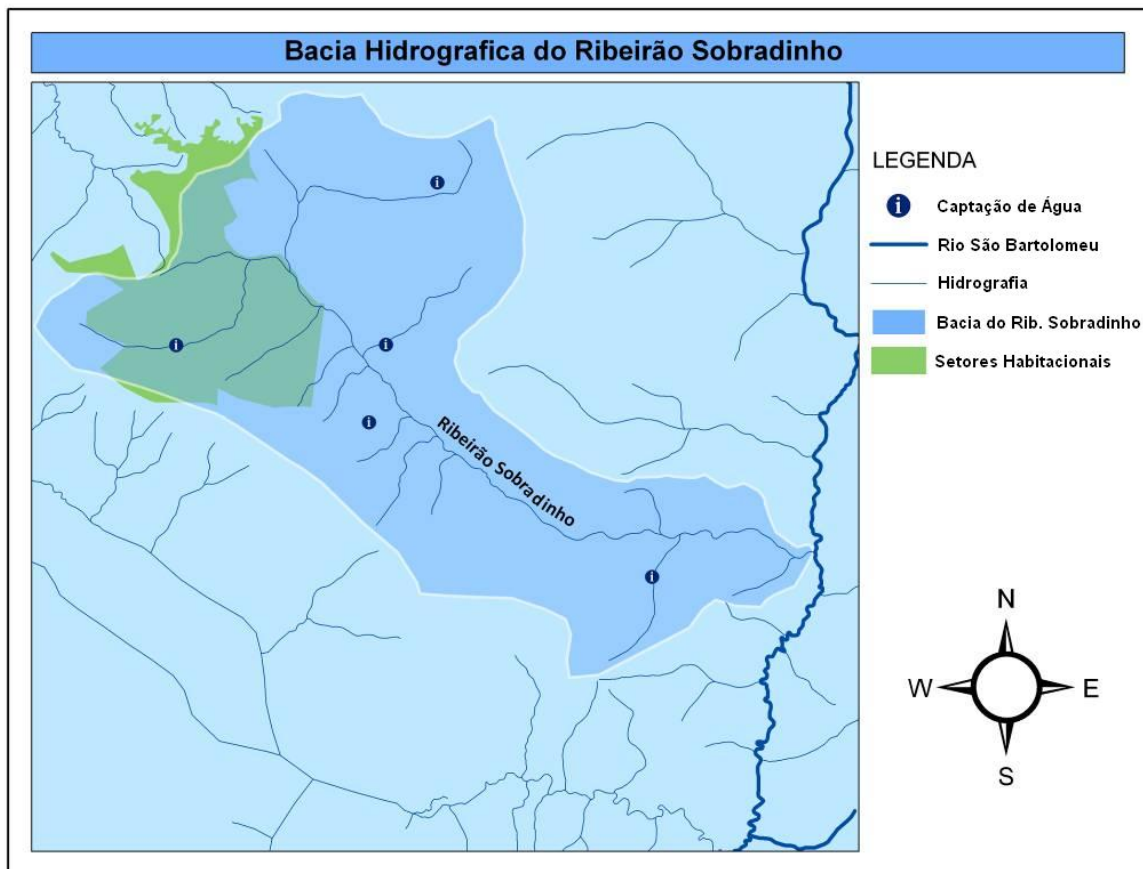 Bacia Hidrografica do Ribeirão Sobradinho
LEGENDA
i Captação de Água
Rio São Bartolomeu
Hidrografia
Bacia do Rib. Sobradinho
Setores Habitacionais
i
i
i
i
i
Ribeirão Sobradinho
N
W E
S